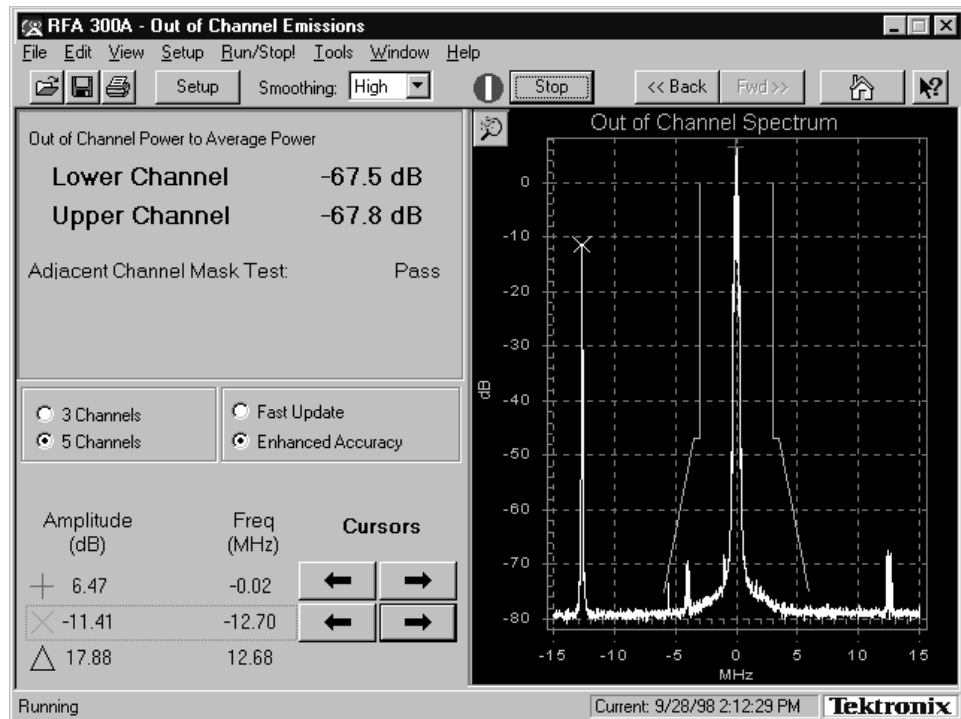 RFA 300A - Out of Channel Emissions
File Edit View Setup Run/Stop! Tools Window Help
Setup Smoothing: High Stop << Back Fwd >>
Out of Channel Power to Average Power
Lower Channel -67.5 dB
Upper Channel -67.8 dB
Adjacent Channel Mask Test: Pass
3 Channels
5 Channels
Fast Update
Enhanced Accuracy
Amplitude (dB) Freq (MHz) Cursors
6.47 -0.02
-11.41 -12.70
17.88 12.68
Out of Channel Spectrum
0
-10
-20
-30
dB
-40
-50
-60
-70
-80
-15 -10 -5 0 5 10 15
MHz
Running
Current: 9/28/98 2:12:29 PM
Tektronix